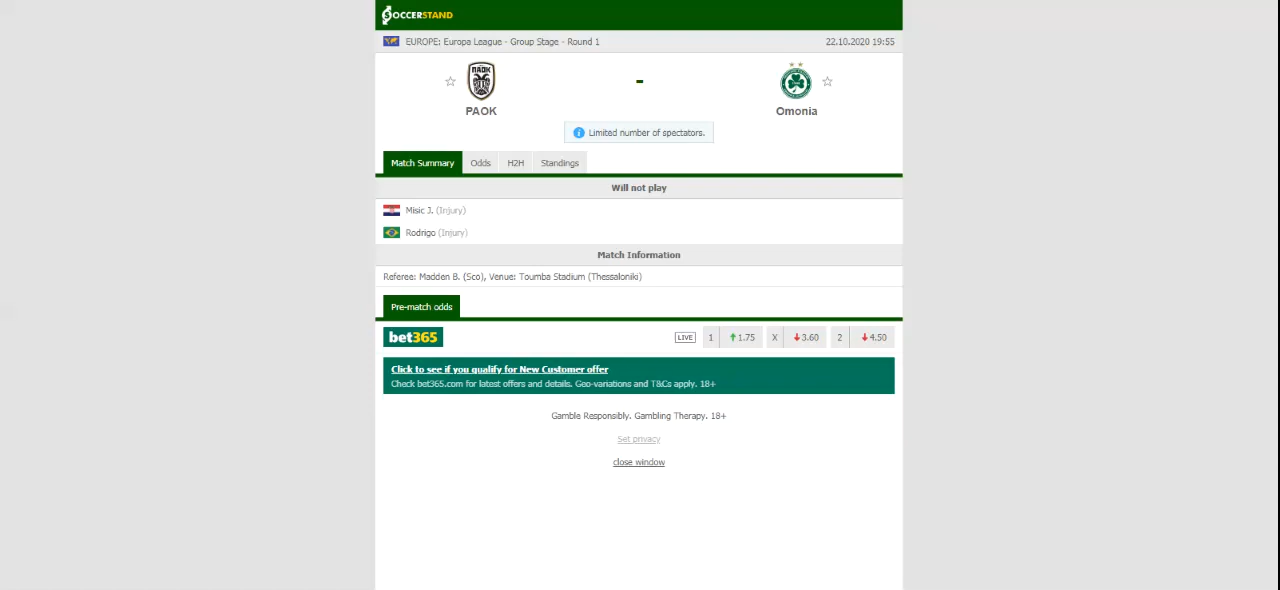 SOCCERSTAND
EUROPE: Europa League - Group Stage - Round 1 22.10.2020 19:55
ΠΑΟΚ
PAOK - Omonia
Limited number of spectators.
Match Summary Odds H2H Standings
Will not play
Misic J. (Injury)
Rodrigo (Injury)
Match Information
Referee: Madden B. (Sco), Venue: Toumba Stadium (Thessaloniki)
Pre-match odds
bet365 LIVE 1 1.75 X 3.60 2 4.50
Click to see if you qualify for New Customer offer
Check bet365.com for latest offers and details. Geo-variations and T&Cs apply. 18+
Gamble Responsibly. Gambling Therapy. 18+
Set privacy
close window